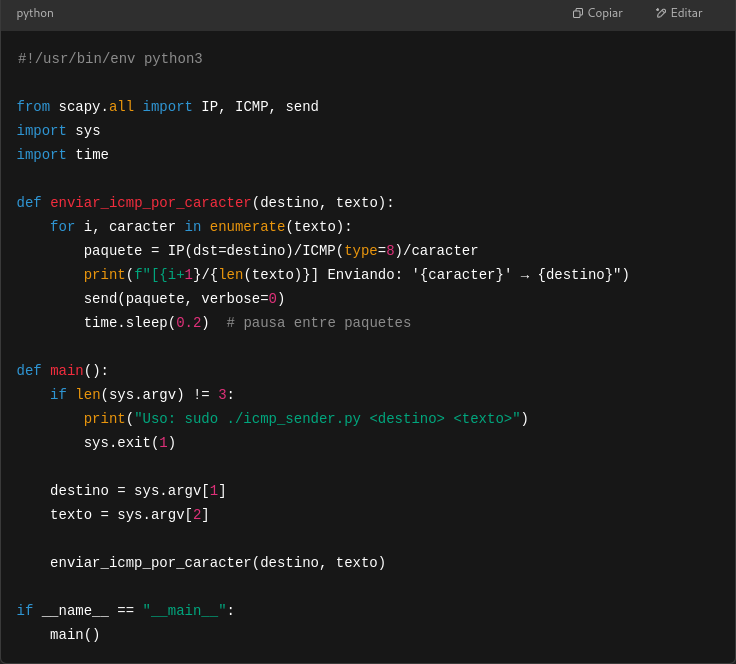 python Copiar Editar
#!/usr/bin/env python3
from scapy.all import IP, ICMP, send
import sys
import time
def enviar_icmp_por_caracter(destino, texto):
    for i, caracter in enumerate(texto):
        paquete = IP(dst=destino)/ICMP(type=8)/caracter
        print(f"[{i+1}/{len(texto)}] Enviando: '{caracter}' → {destino}")
        send(paquete, verbose=0)
        time.sleep(0.2)  # pausa entre paquetes
def main():
    if len(sys.argv) != 3:
        print("Uso: sudo ./icmp_sender.py <destino> <texto>")
        sys.exit(1)
    destino = sys.argv[1]
    texto = sys.argv[2]
    enviar_icmp_por_caracter(destino, texto)
if __name__ == "__main__":
    main()